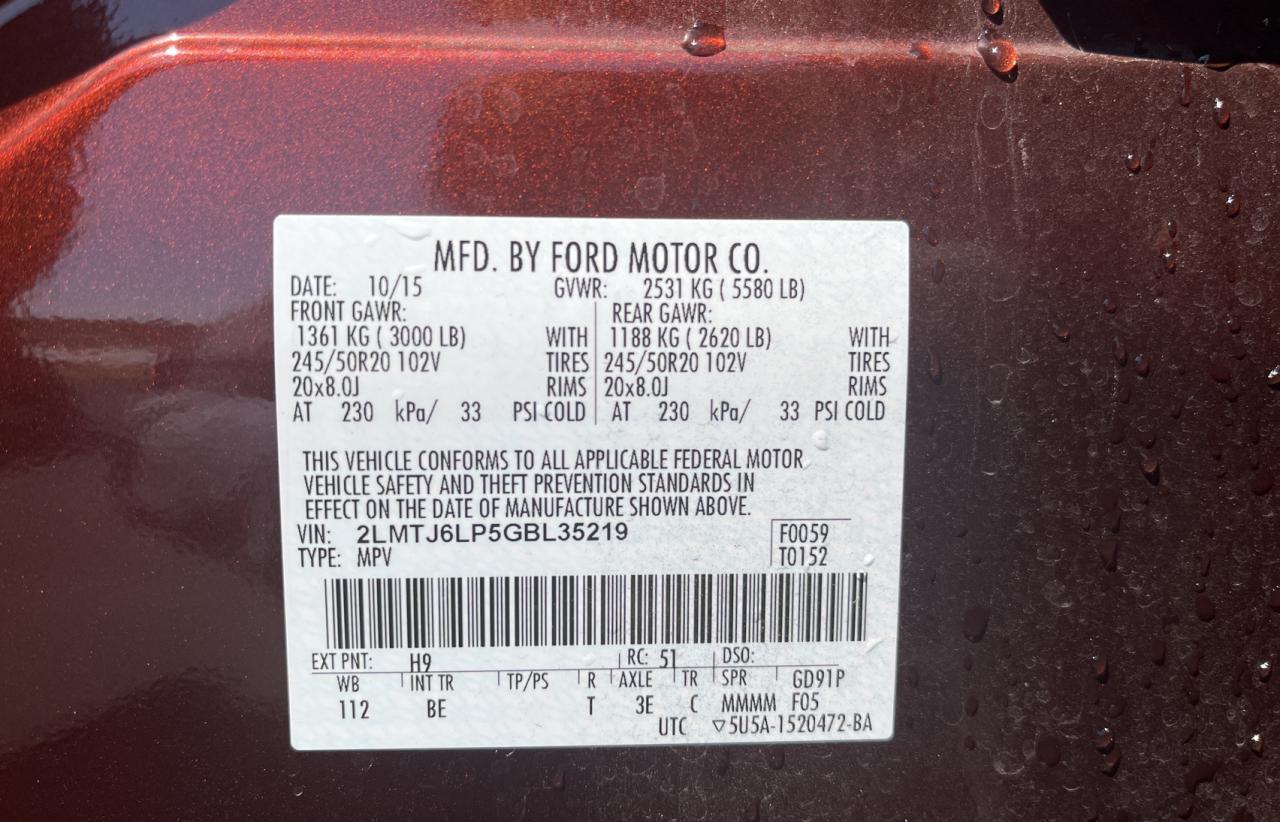 MFD. BY FORD MOTOR CO.
DATE: 10/15 GVWR: 2531 KG ( 5580 LB)
FRONT GAWR: REAR GAWR:
1361 KG ( 3000 LB) WITH 1188 KG ( 2620 LB) WITH
245/50R20 102V TIRES 245/50R20 102V TIRES
20x8.0J RIMS 20x8.0J RIMS
AT 230 kPa/ 33 PSI COLD AT 230 kPa/ 33 PSI COLD
THIS VEHICLE CONFORMS TO ALL APPLICABLE FEDERAL MOTOR
VEHICLE SAFETY AND THEFT PREVENTION STANDARDS IN
EFFECT ON THE DATE OF MANUFACTURE SHOWN ABOVE.
VIN: 2LMTJ6LP5GBL35219 F0059
TYPE: MPV T0152
EXT PNT: H9 RC: 51 DSO:
WB INT TR TP/PS R AXLE TR SPR GD91P
112 BE T 3E C MMMM F05
UTC ▽5U5A-1520472-BA